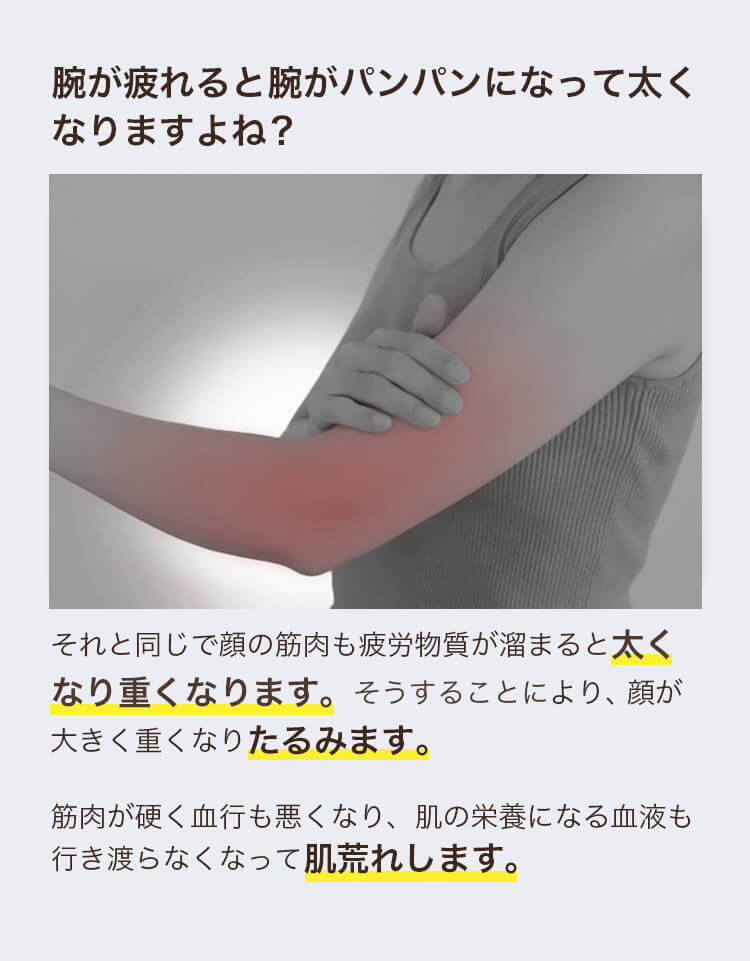 腕が疲れると腕がパンパンになって太く
なりますよね？
それと同じで顔の筋肉も疲労物質が溜まると太く
なり重くなります。そうすることにより、顔が
大きく重くなりたるみます。
筋肉が硬く血行も悪くなり、肌の栄養になる血液も
行き渡らなくなって肌荒れします。